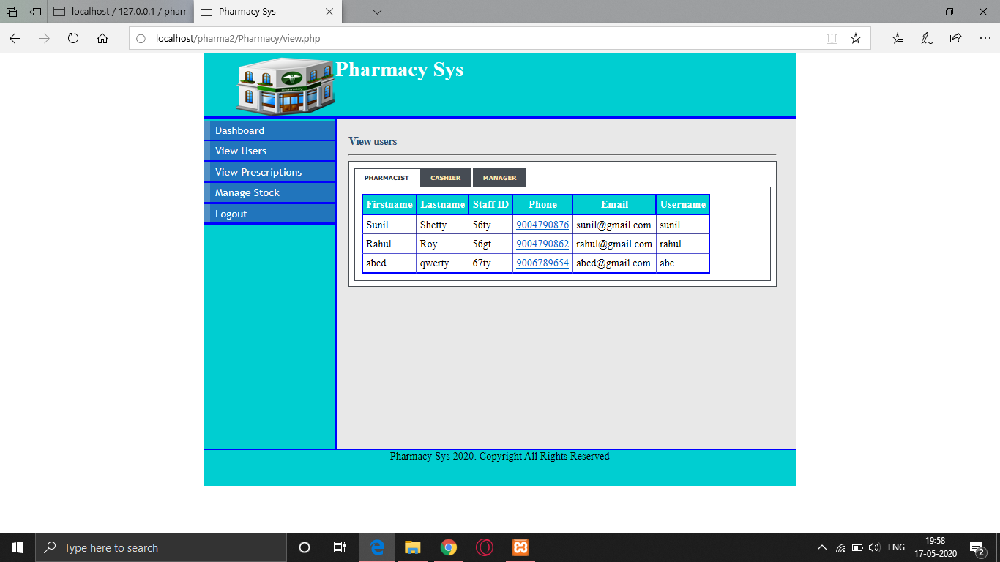 localhost / 127.0.0.1 / pharm
Pharmacy Sys
localhost/pharma2/Pharmacy/view.php
pharmacy
Pharmacy Sys
Dashboard
View Users
View Prescriptions
Manage Stock
Logout
View users
PHARMACIST CASHIER MANAGER
Firstname Lastname Staff ID Phone Email Username
Sunil Shetty 56ty 9004790876 sunil@gmail.com sunil
Rahul Roy 56gt 9004790862 rahul@gmail.com rahul
abcd qwerty 67ty 9006789654 abcd@gmail.com abc
Pharmacy Sys 2020. Copyright All Rights Reserved
Type here to search
ENG
19:58
17-05-2020
2